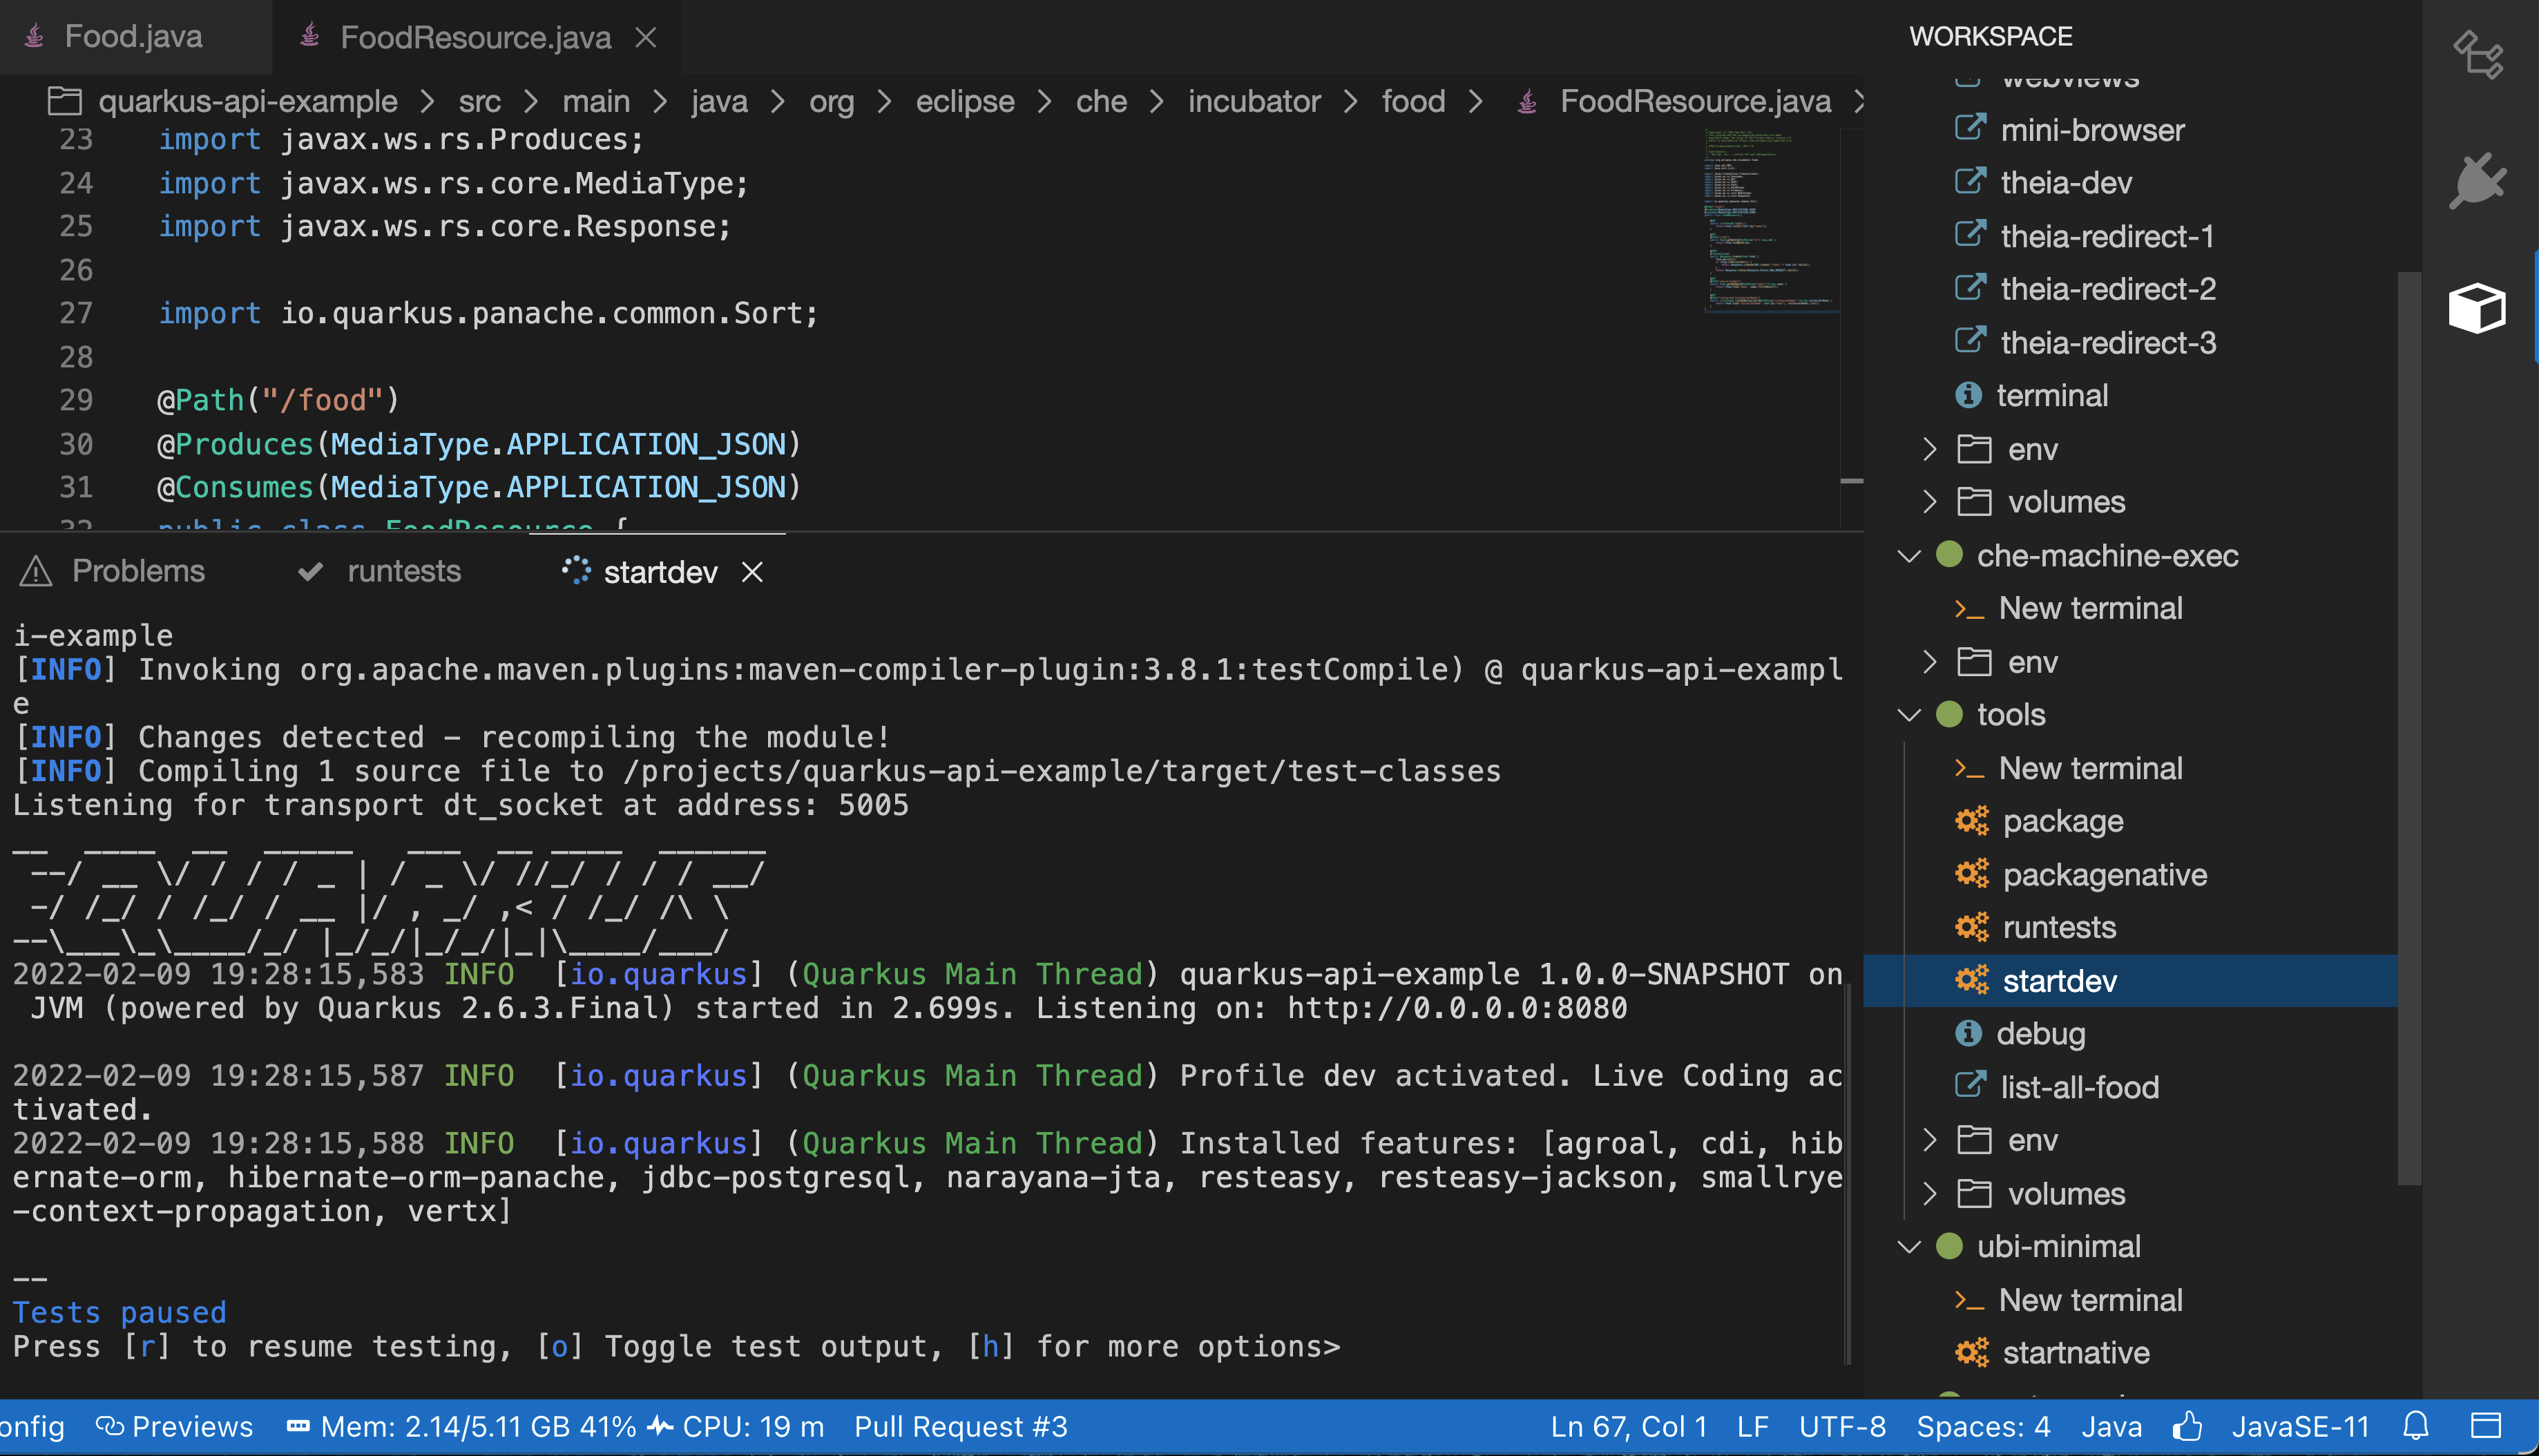 Food.java FoodResource.java
quarkus-api-example > src > main > java > org > eclipse > che > incubator > food > FoodResource.java >
23 import javax.ws.rs.Produces;
24 import javax.ws.rs.core.MediaType;
25 import javax.ws.rs.core.Response;
26
27 import io.quarkus.panache.common.Sort;
28
29 @Path("/food")
30 @Produces(MediaType.APPLICATION_JSON)
31 @Consumes(MediaType.APPLICATION_JSON)
32 public class FoodResource {
Problems runtests startdev
i-example
[INFO] Invoking org.apache.maven.plugins:maven-compiler-plugin:3.8.1:testCompile) @ quarkus-api-exampl
e
[INFO] Changes detected - recompiling the module!
[INFO] Compiling 1 source file to /projects/quarkus-api-example/target/test-classes
Listening for transport dt_socket at address: 5005
__  ____  __  _____   ___  __ ____  ______
 --/ __ \/ / / / _ | / _ \/ //_/ / / / __/
 -/ /_/ / /_/ / __ |/ , _/ ,< / /_/ /\ \
--\___\_\____/_/ |_/_/|_/_/|_|\____/___/
2022-02-09 19:28:15,583 INFO  [io.quarkus] (Quarkus Main Thread) quarkus-api-example 1.0.0-SNAPSHOT on
 JVM (powered by Quarkus 2.6.3.Final) started in 2.699s. Listening on: http://0.0.0.0:8080
2022-02-09 19:28:15,587 INFO  [io.quarkus] (Quarkus Main Thread) Profile dev activated. Live Coding ac
tivated.
2022-02-09 19:28:15,588 INFO  [io.quarkus] (Quarkus Main Thread) Installed features: [agroal, cdi, hib
ernate-orm, hibernate-orm-panache, jdbc-postgresql, narayana-jta, resteasy, resteasy-jackson, smallrye
-context-propagation, vertx]
--
Tests paused
Press [r] to resume testing, [o] Toggle test output, [h] for more options>
WORKSPACE
webviews
mini-browser
theia-dev
theia-redirect-1
theia-redirect-2
theia-redirect-3
terminal
env
volumes
che-machine-exec
>_ New terminal
env
tools
>_ New terminal
package
packagenative
runtests
startdev
debug
list-all-food
env
volumes
ubi-minimal
>_ New terminal
startnative
onfig Previews Mem: 2.14/5.11 GB 41% CPU: 19 m Pull Request #3 Ln 67, Col 1 LF UTF-8 Spaces: 4 Java JavaSE-11